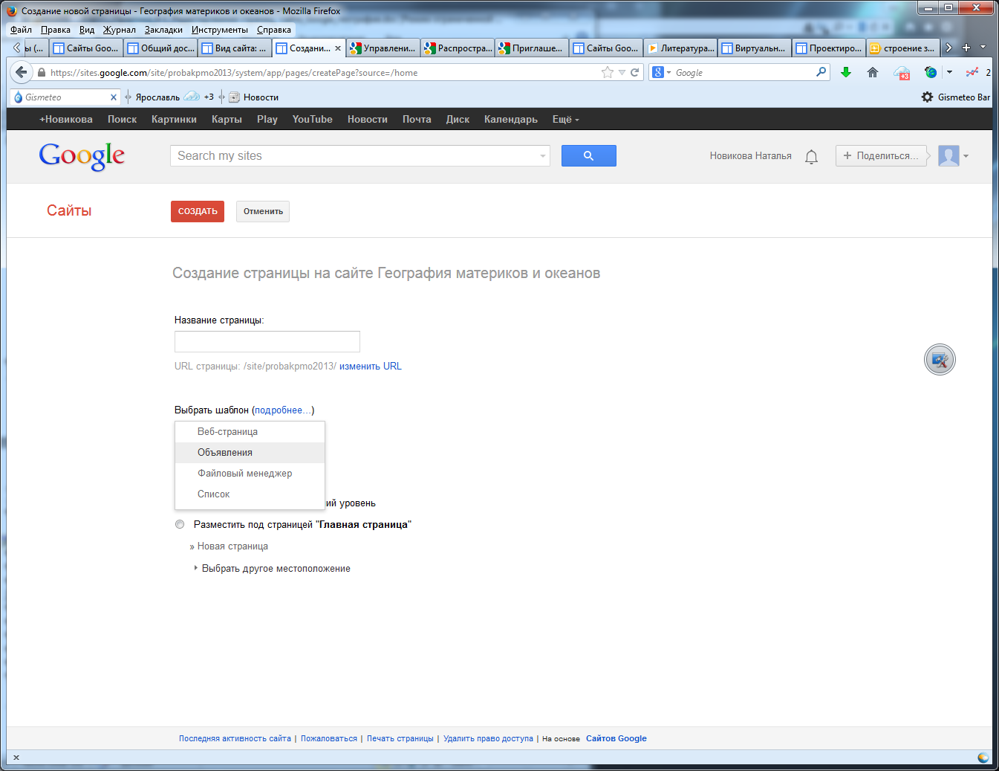 Создание новой страницы - География материков и океанов - Mozilla Firefox
Файл Правка Вид Журнал Закладки Инструменты Справка
ы (... Сайты Goo... Общий дос... Вид сайта: ... Создани... Управлени... Распростра... Приглаше... Сайты Goo... Литература... Виртуальн... Проектиро... строение з...
https://sites.google.com/site/probakpmo2013/system/app/pages/createPage?source=/home
Google
+3
2
Gismeteo Ярославль +3 Новости Gismeteo Bar
+Новикова Поиск Картинки Карты Play YouTube Новости Почта Диск Календарь Ещё
Google
Search my sites
Новикова Наталья
+ Поделиться...
Сайты
СОЗДАТЬ
Отменить
Создание страницы на сайте География материков и океанов
Название страницы:
URL страницы: /site/probakpmo2013/ изменить URL
Выбрать шаблон (подробнее...)
Веб-страница
Объявления
Файловый менеджер
Список
ий уровень
Разместить под страницей "Главная страница"
» Новая страница
Выбрать другое местоположение
Последняя активность сайта | Пожаловаться | Печать страницы | Удалить право доступа | На основе Сайтов Google